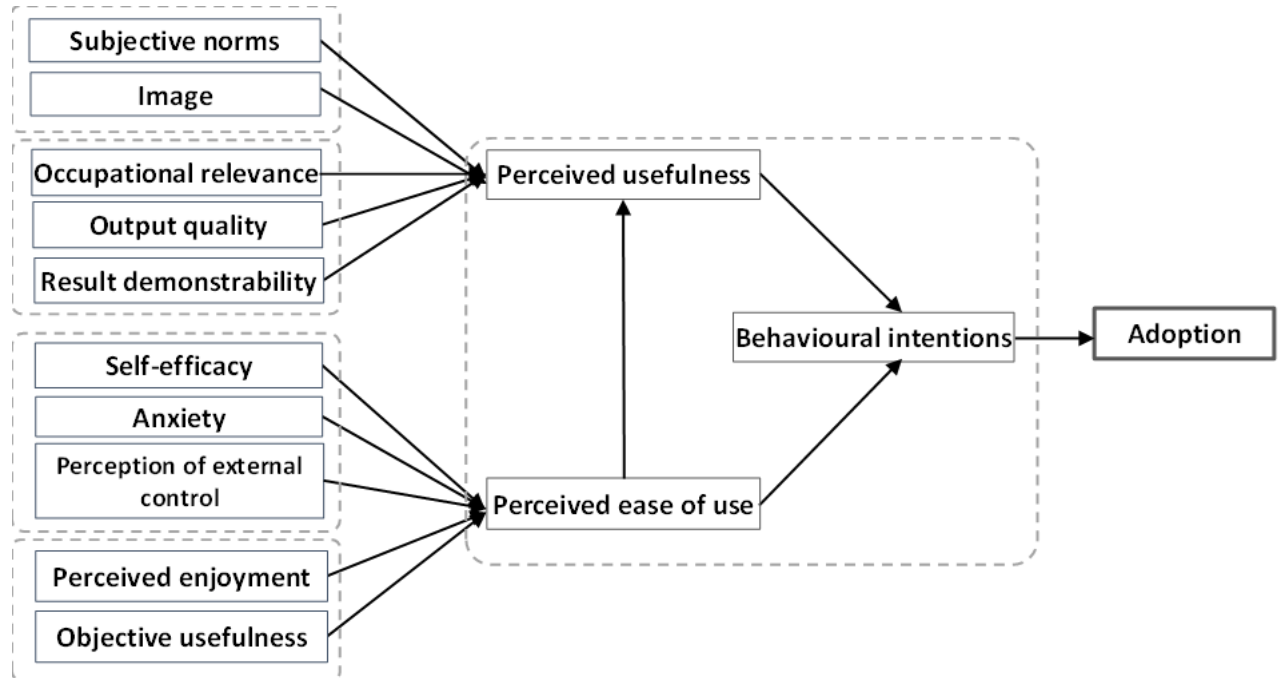 Subjective norms
Image
Occupational relevance
Output quality
Result demonstrability
Self-efficacy
Anxiety
Perception of external
control
Perceived enjoyment
Objective usefulness
Perceived usefulness
Perceived ease of use
Behavioural intentions
Adoption